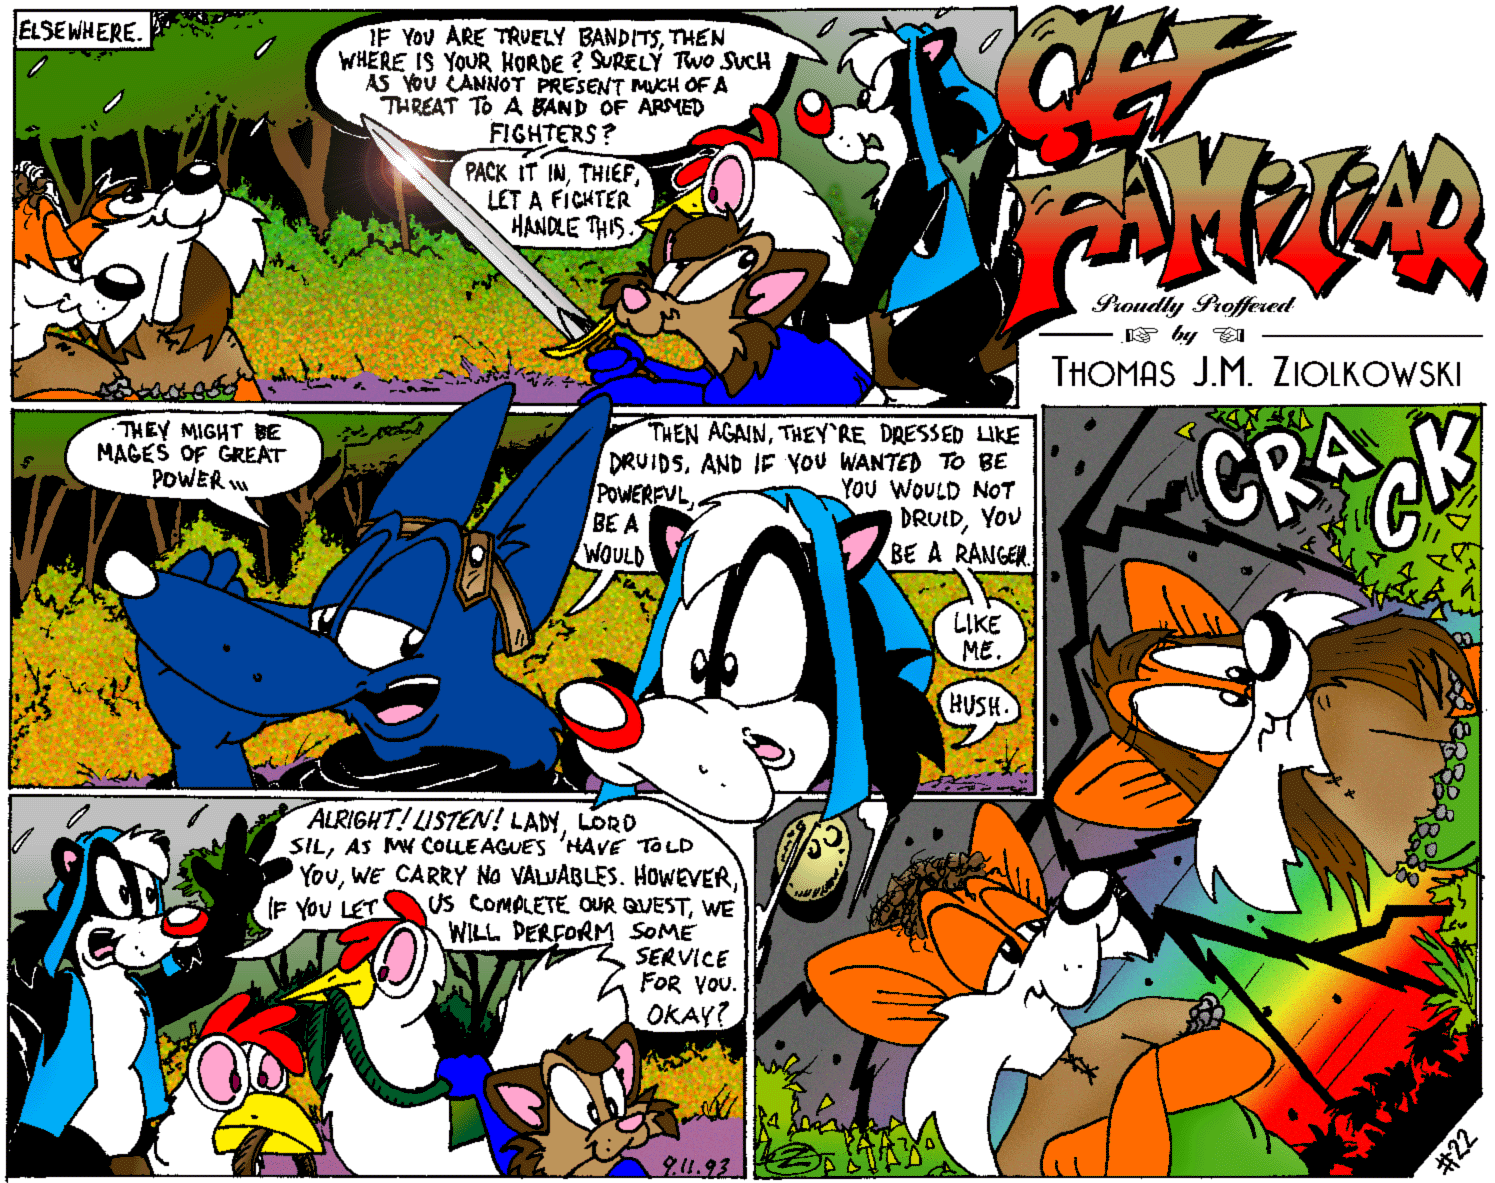 ELSEWHERE.
IF YOU ARE TRUELY BANDITS, THEN
WHERE IS YOUR HORDE? SURELY TWO SUCH
AS YOU CANNOT PRESENT MUCH OF A
THREAT TO A BAND OF ARMED
FIGHTERS?
PACK IT IN, THIEF,
LET A FIGHTER
HANDLE THIS.
ÇEY
FAMILIAR
Proudly Proffered
by
THOMAS J.M. ZIOLKOWSKI
THEY MIGHT BE
MAGES OF GREAT
POWER...
THEN AGAIN, THEY'RE DRESSED LIKE
DRUIDS. AND IF YOU WANTED TO BE
POWERFUL, YOU WOULD NOT
BE A DRUID, YOU
WOULD BE A RANGER.
LIKE
ME.
HUSH.
CRACK
ALRIGHT! LISTEN! LADY, LORD
SIL, AS MY COLLEAGUES HAVE TOLD
YOU, WE CARRY NO VALUABLES. HOWEVER,
IF YOU LET US COMPLETE OUR QUEST, WE
WILL PERFORM SOME
SERVICE
FOR YOU.
OKAY?
9.11.93
#22